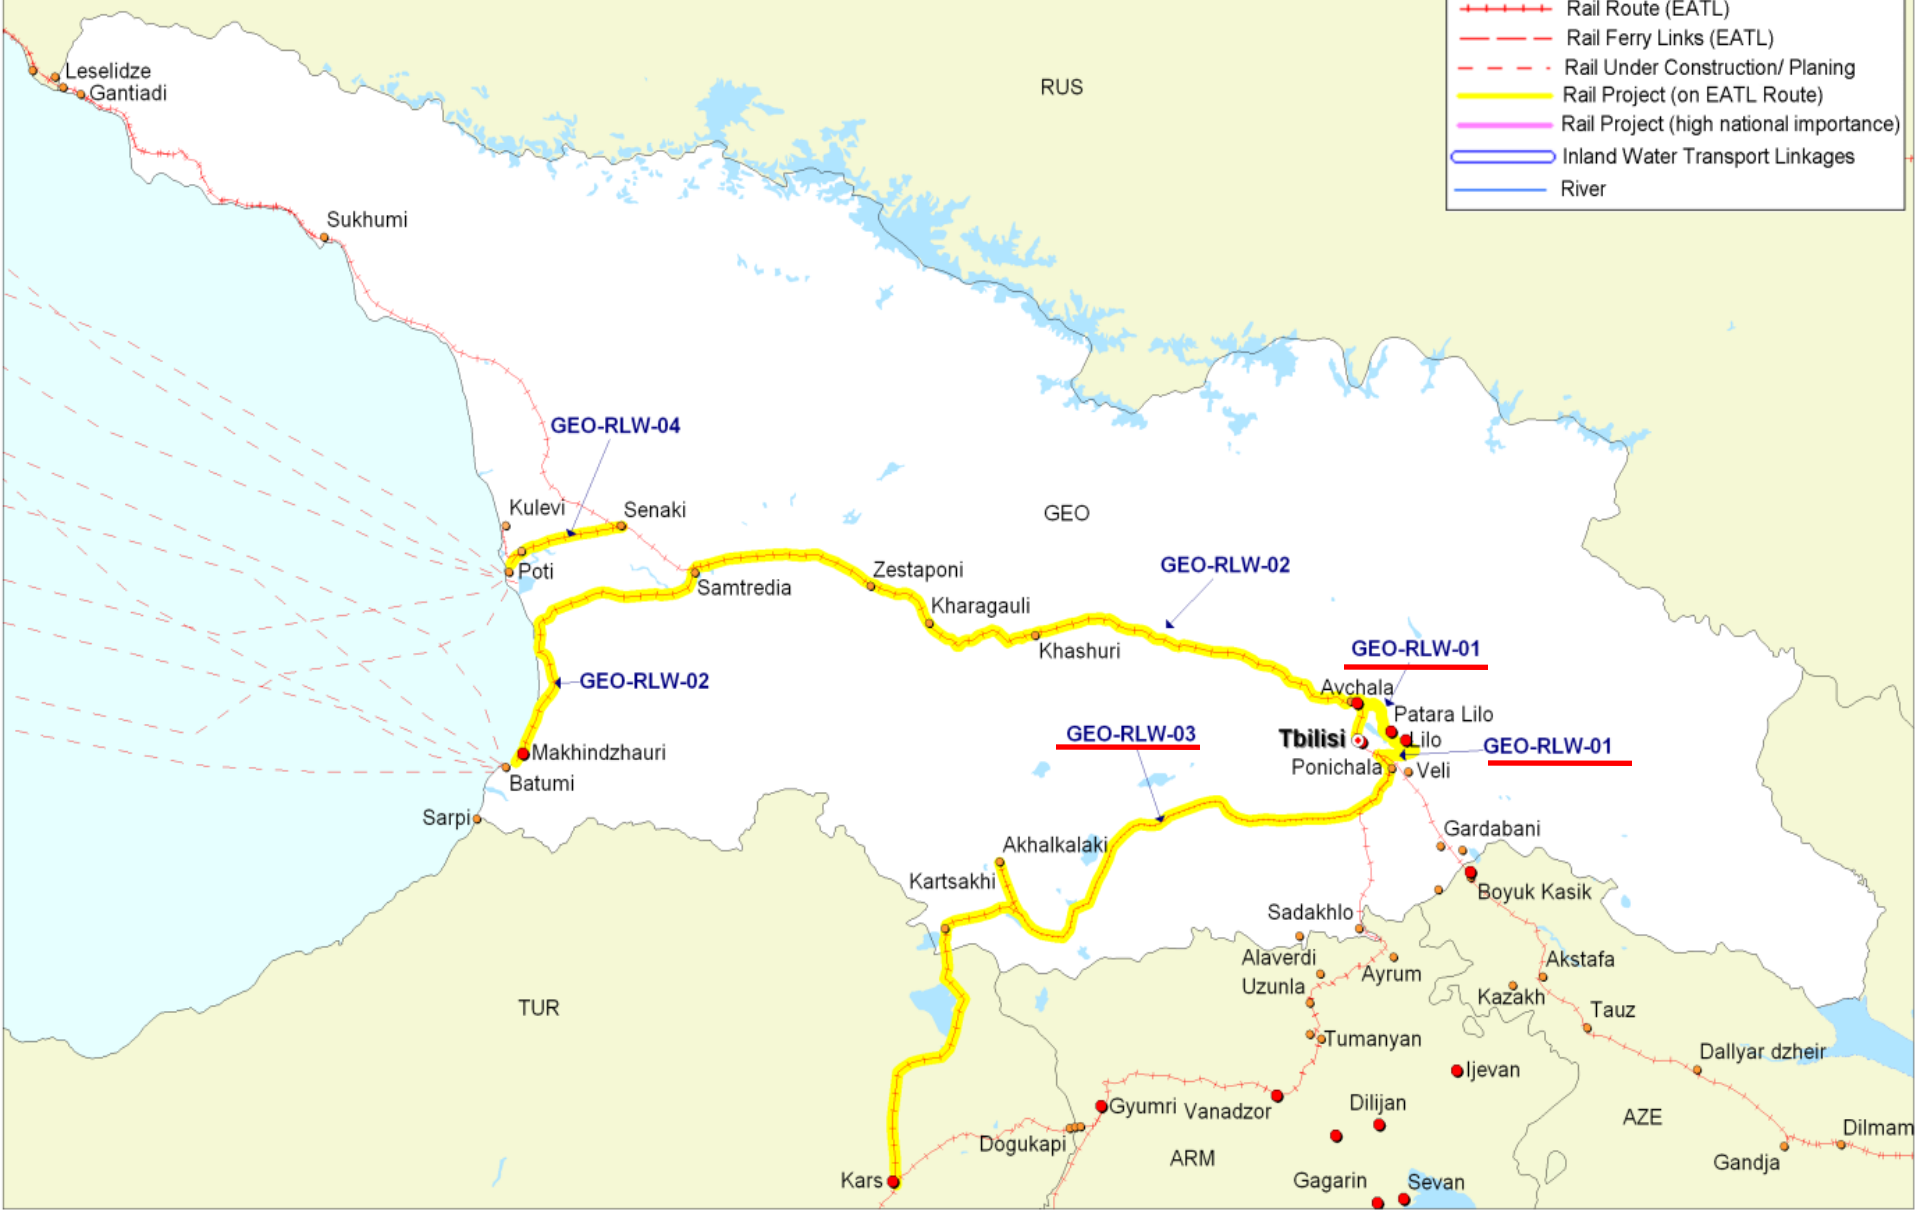 Rail Route (EATL)
Rail Ferry Links (EATL)
Rail Under Construction/ Planing
Rail Project (on EATL Route)
Rail Project (high national importance)
Inland Water Transport Linkages
River
RUS
Leselidze
Gantiadi
Sukhumi
GEO-RLW-04
Kulevi
Senaki
GEO
Poti
Samtredia
Zestaponi
GEO-RLW-02
Kharagauli
Khashuri
GEO-RLW-01
GEO-RLW-02
Avchala
Patara Lilo
GEO-RLW-03
Tbilisi
Lilo
GEO-RLW-01
Makhindzhauri
Ponichala
Veli
Batumi
Sarpi
Gardabani
Akhalkalaki
Kartsakhi
Boyuk Kasik
Sadakhlo
Alaverdi
Ayrum
Akstafa
Uzunla
Kazakh
TUR
Tauz
Tumanyan
Dallyar dzheir
Ijevan
Gyumri
Vanadzor
Dilijan
AZE
Dogukapi
Dilmam
ARM
Gandja
Kars
Gagarin
Sevan